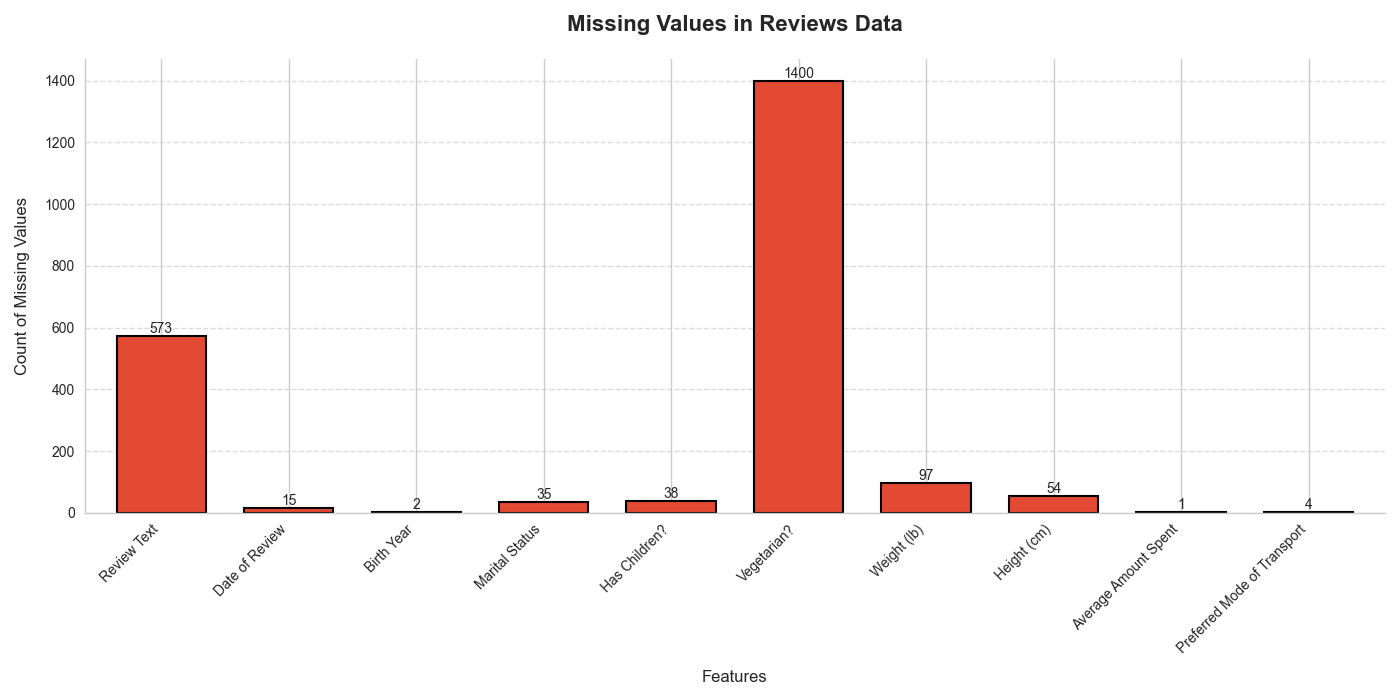 Missing Values in Reviews Data
Count of Missing Values
1400
1200
1000
800
600
400
200
0
573
15
2
35
38
1400
97
54
1
4
Review Text
Date of Review
Birth Year
Marital Status
Has Children?
Vegetarian?
Weight (lb)
Height (cm)
Average Amount Spent
Preferred Mode of Transport
Features